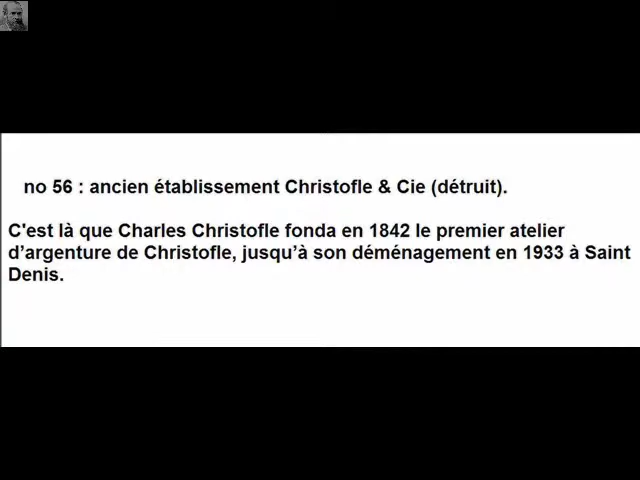 no 56 : ancien établissement Christofle & Cie (détruit).
C'est là que Charles Christofle fonda en 1842 le premier atelier
d’argenture de Christofle, jusqu’à son déménagement en 1933 à Saint
Denis.